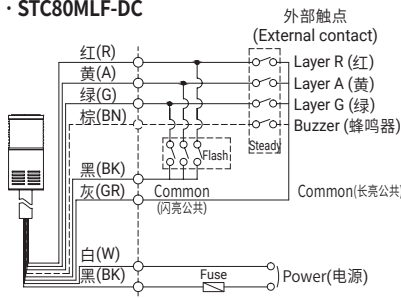 · STC80MLF-DC
外部触点
(External contact)
红(R)
Layer R (红)
黄(A)
Layer A (黄)
绿(G)
Layer G (绿)
棕(BN)
Buzzer (蜂鸣器)
Flash
Steady
黑(BK)
灰(GR)
Common
(闪亮公共)
Common(长亮公共)
白(W)
黑(BK)
Fuse
Power(电源)